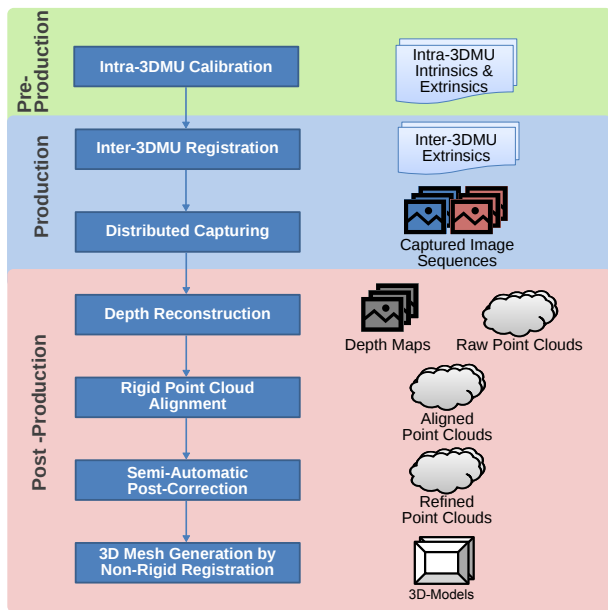 Pre-
Production
Intra-3DMU Calibration
Intra-3DMU
Intrinsics &
Extrinsics
Production
Inter-3DMU Registration
Inter-3DMU
Extrinsics
Distributed Capturing
Captured Image
Sequences
Post -Production
Depth Reconstruction
Depth Maps
Raw Point Clouds
Rigid Point Cloud
Alignment
Aligned
Point Clouds
Semi-Automatic
Post-Correction
Refined
Point Clouds
3D Mesh Generation by
Non-Rigid Registration
3D-Models